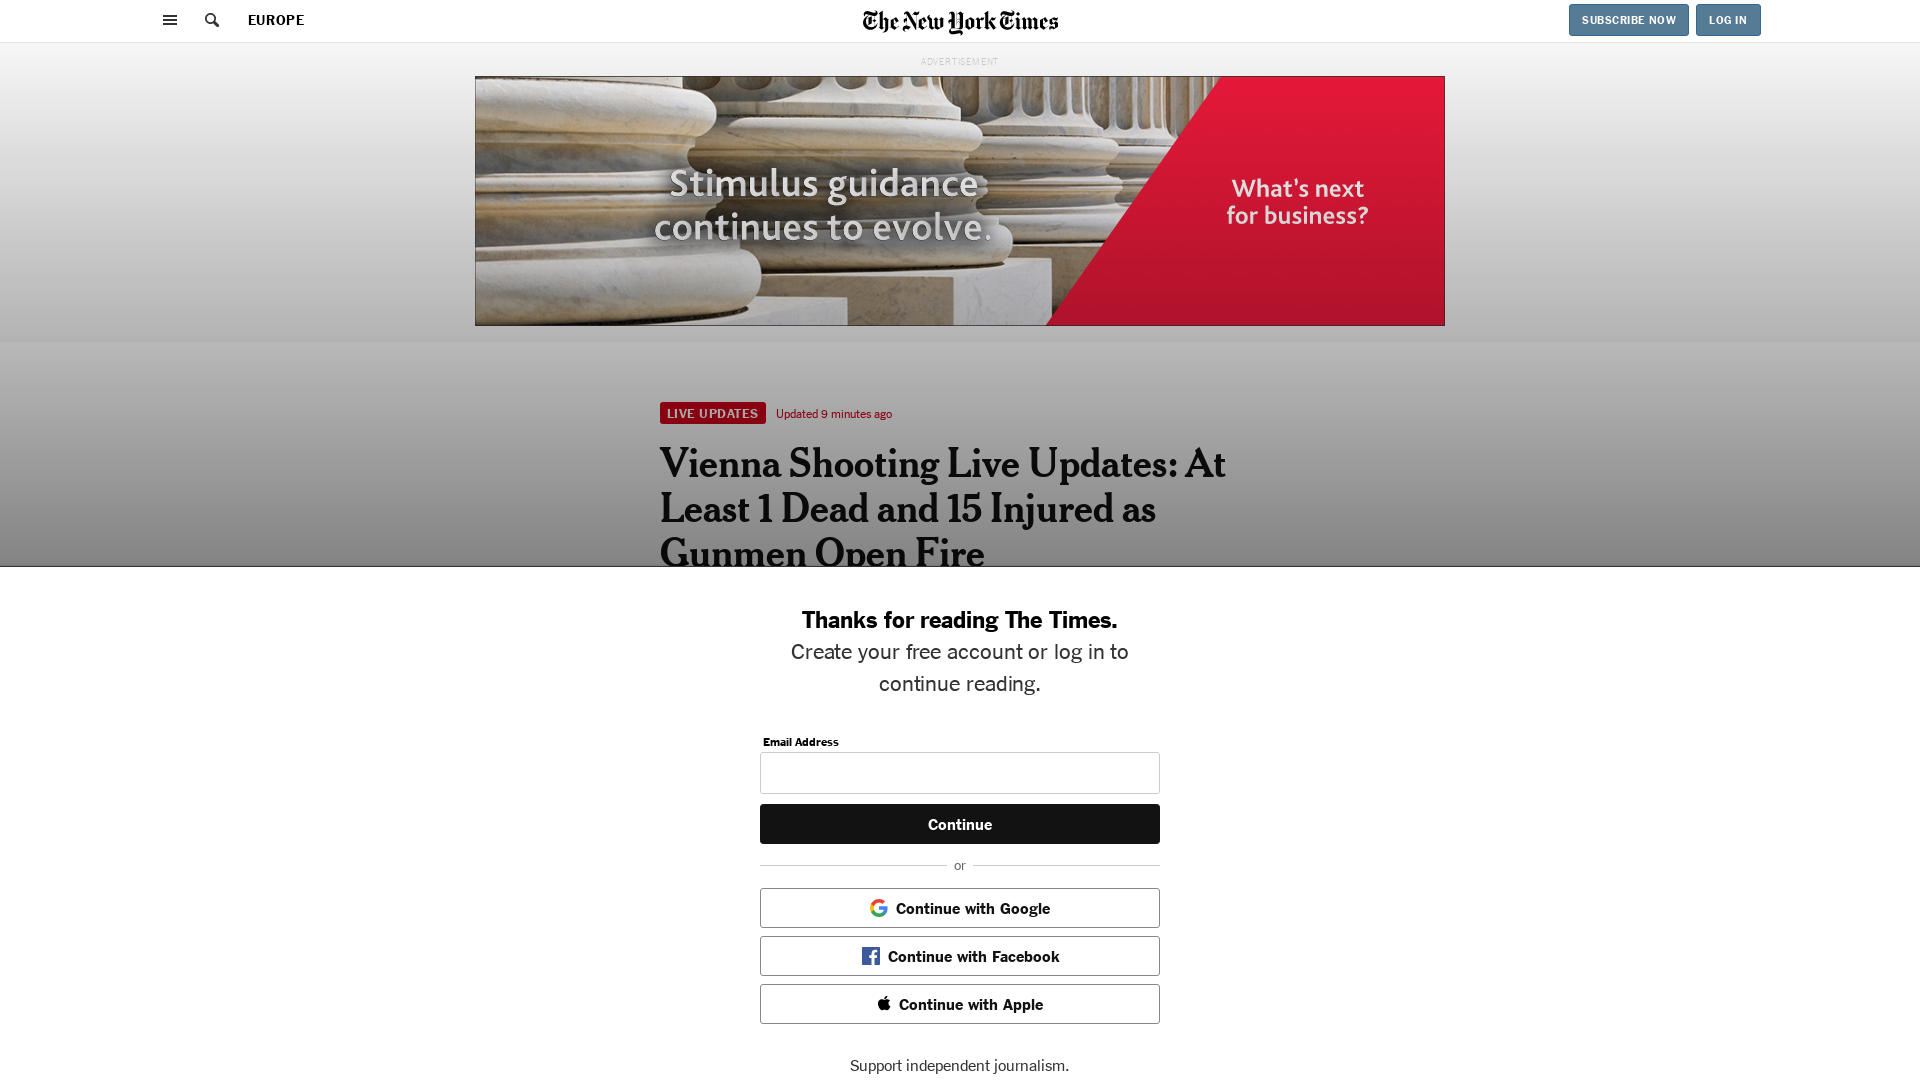 EUROPE
The New York Times
SUBSCRIBE NOW
LOG IN
ADVERTISEMENT
Stimulus guidance
continues to evolve.
What's next
for business?
LIVE UPDATES
Updated 9 minutes ago
Vienna Shooting Live Updates: At
Least 1 Dead and 15 Injured as
Gunmen Open Fire
Thanks for reading The Times.
Create your free account or log in to
continue reading.
Email Address
Continue
or
Continue with Google
Continue with Facebook
Continue with Apple
Support independent journalism.